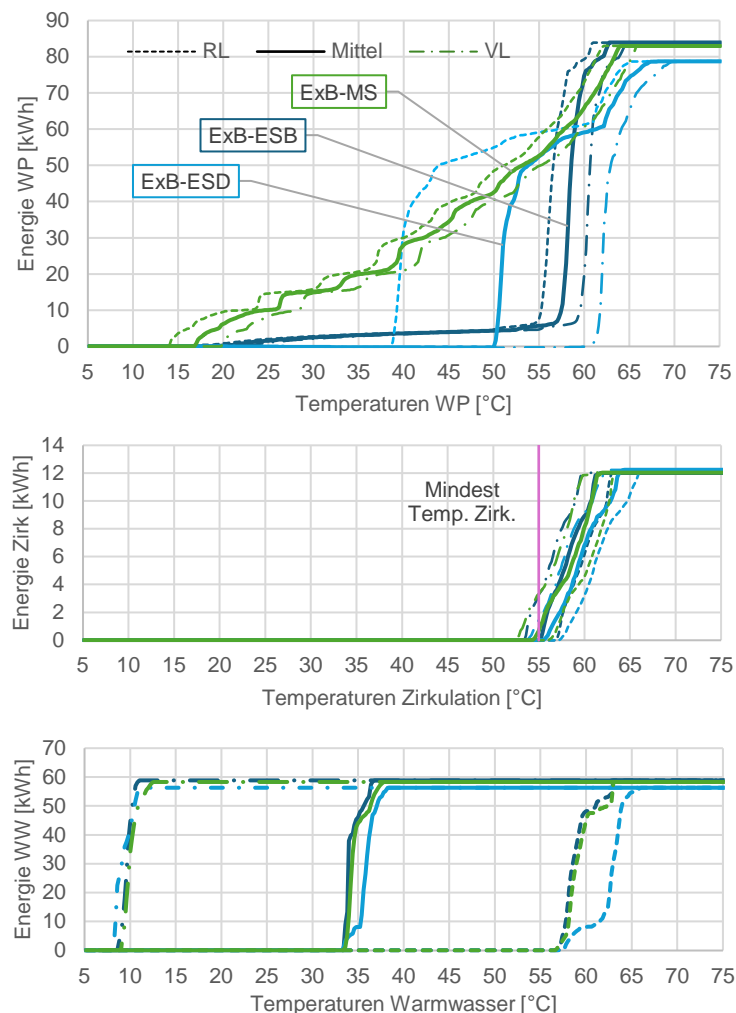 90
80
70
60
50
40
30
20
10
0
Energie WP [kWh]
RL Mittel VL
ExB-MS
ExB-ESB
ExB-ESD
5 10 15 20 25 30 35 40 45 50 55 60 65 70 75
Temperaturen WP [°C]
14
12
10
8
6
4
2
0
Energie Zirk [kWh]
Mindest
Temp. Zirk.
5 10 15 20 25 30 35 40 45 50 55 60 65 70 75
Temperaturen Zirkulation [°C]
70
60
50
40
30
20
10
0
Energie WW [kWh]
5 10 15 20 25 30 35 40 45 50 55 60 65 70 75
Temperaturen Warmwasser [°C]